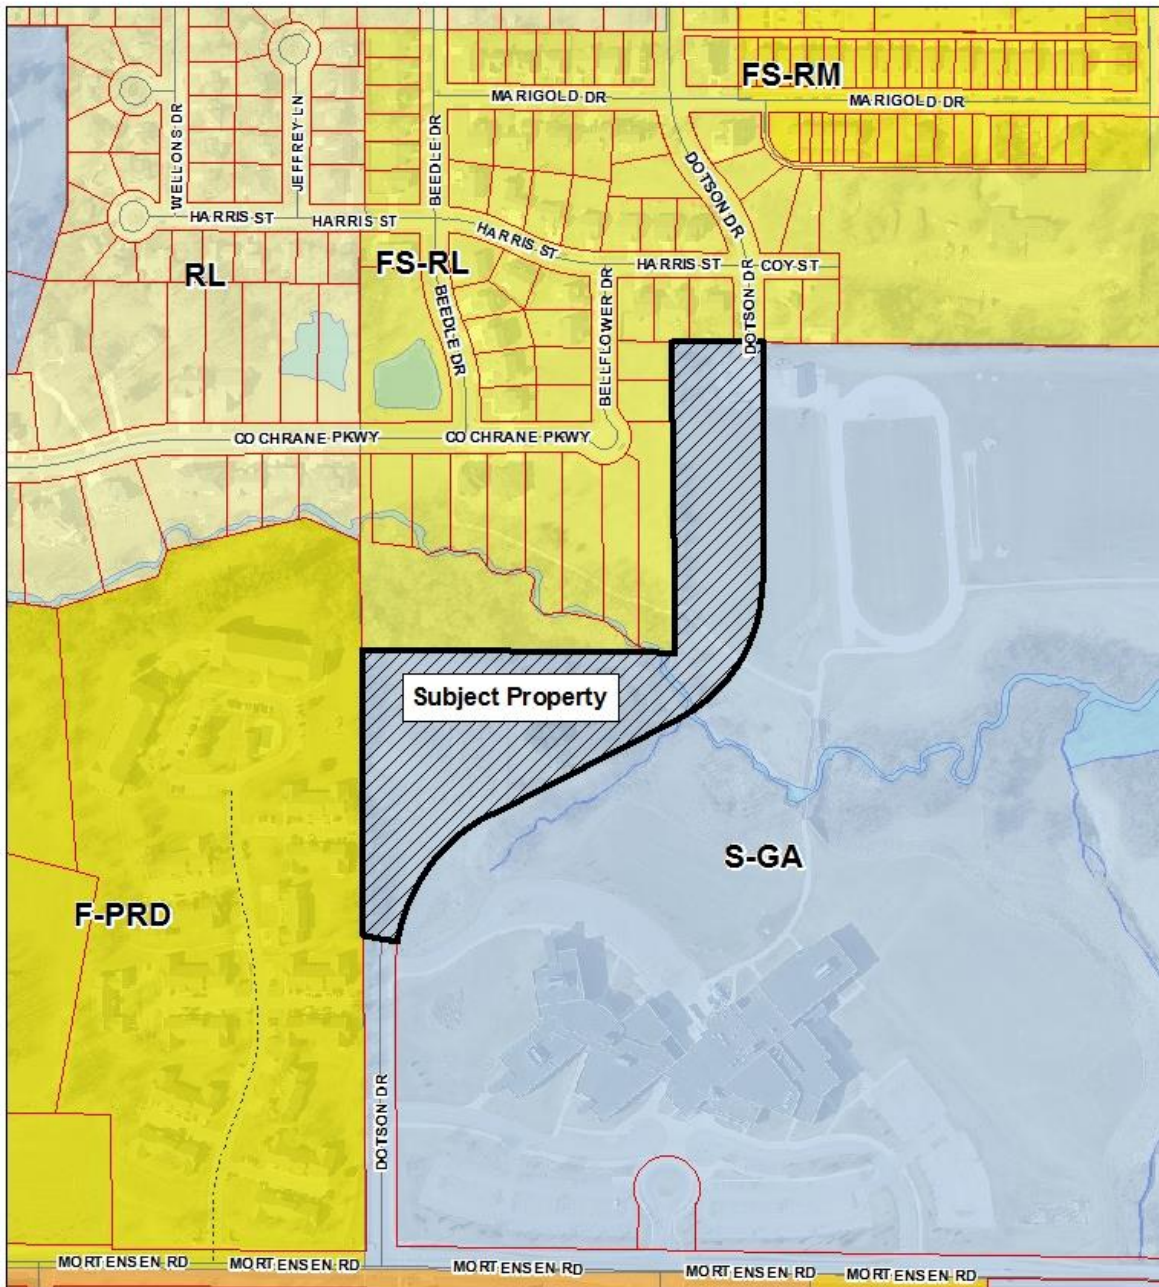 FS-RM
MARIGOLD DR
MARIGOLD DR
WELLONS DR
JEFFREY LN
BEEDLE DR
DOTSON DR
HARRIS ST
HARRIS ST
HARRIS ST
HARRIS ST
COY ST
RL
FS-RL
BEEDLE DR
BELLFLOWER DR
DOTSON DR
COCHRANE PKWY
COCHRANE PKWY
Subject Property
S-GA
F-PRD
DOTSON DR
MORTENSEN RD
MORTENSEN RD
MORTENSEN RD
MORTENSEN RD
MORTENSEN RD